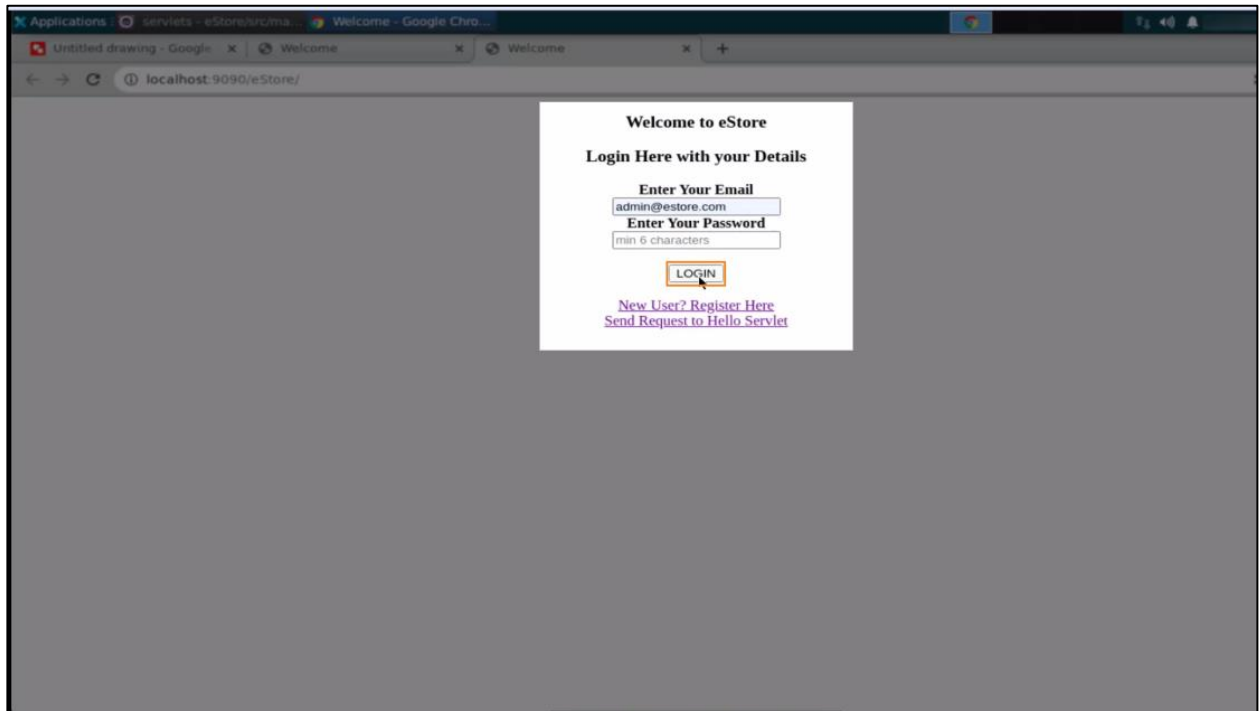 Applications : servlets - eStore/src/ma... Welcome - Google Chro...
Untitled drawing - Google Welcome Welcome
localhost:9090/eStore/
Welcome to eStore
Login Here with your Details
Enter Your Email
admin@estore.com
Enter Your Password
min 6 characters
LOGIN
New User? Register Here
Send Request to Hello Servlet